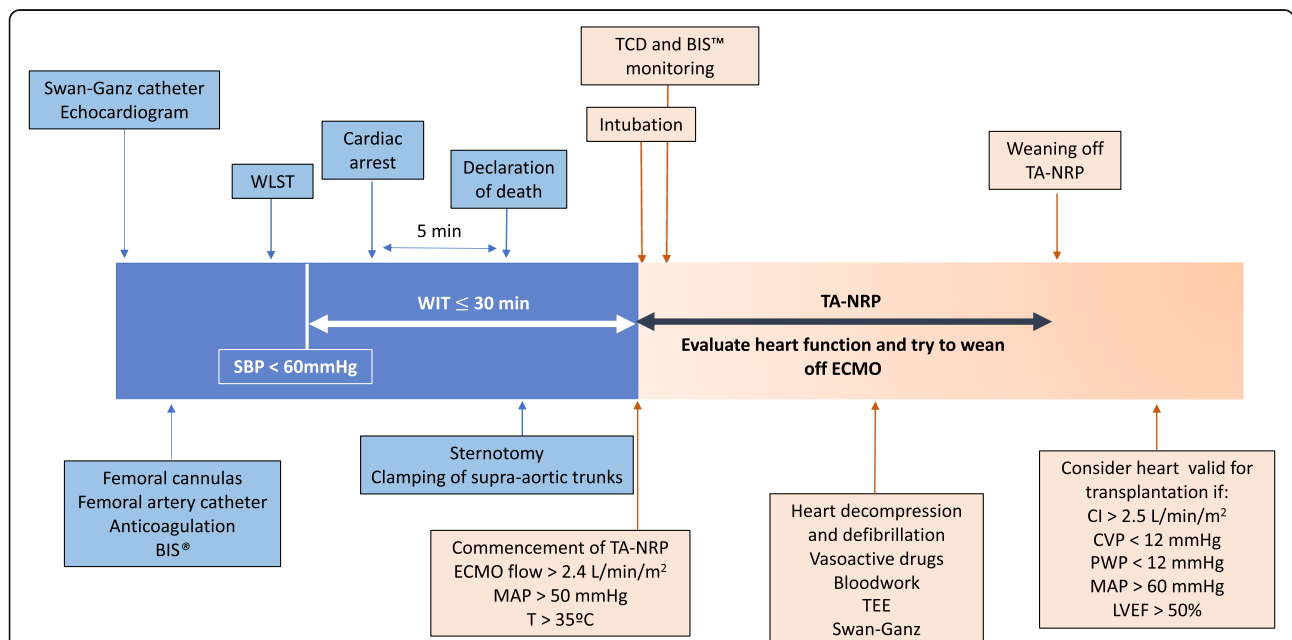 TCD and BIS™
monitoring
Swan-Ganz catheter
Echocardiogram
Intubation
Cardiac
arrest
Weaning off
TA-NRP
WLST
Declaration
of death
5 min
WIT ≤ 30 min
TA-NRP
Evaluate heart function and try to wean
off ECMO
SBP < 60mmHg
Femoral cannulas
Femoral artery catheter
Anticoagulation
BIS®
Sternotomy
Clamping of supra-aortic trunks
Commencement of TA-NRP
ECMO flow > 2.4 L/min/m²
MAP > 50 mmHg
T > 35ºC
Heart decompression
and defibrillation
Vasoactive drugs
Bloodwork
TEE
Swan-Ganz
Consider heart valid for
transplantation if:
CI > 2.5 L/min/m²
CVP < 12 mmHg
PWP < 12 mmHg
MAP > 60 mmHg
LVEF > 50%